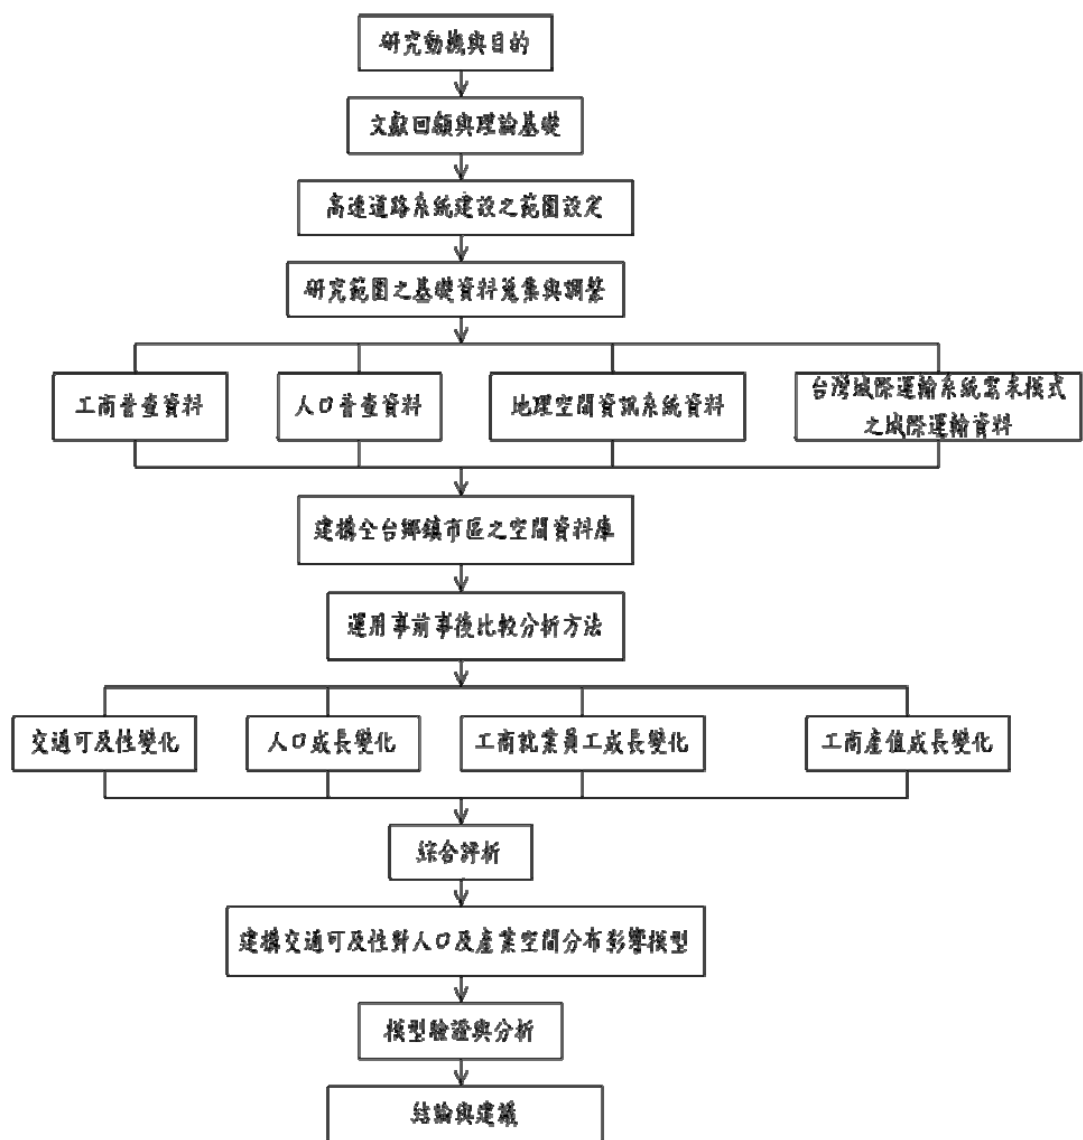 研究動機與目的
文獻回顧與理論基礎
高速道路系統建設之範圍設定
研究範圍之基礎資料蒐集與調整
工商普查資料
人口普查資料
地理空間資訊系統資料
台灣城際運輸系統需求模式
之城際運輸資料
建構全台鄉鎮市區之空間資料庫
運用事前事後比較分析方法
交通可及性變化
人口成長變化
工商就業員工成長變化
工商產值成長變化
綜合評析
建構交通可及性對人口及產業空間分布影響模型
模型驗證與分析
結論與建議